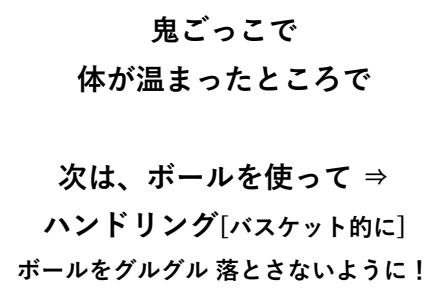 鬼ごっこで
体が温まったところで
次は、ボールを使って ⇒
ハンドリング[バスケット的に]
ボールをグルグル 落とさないように！